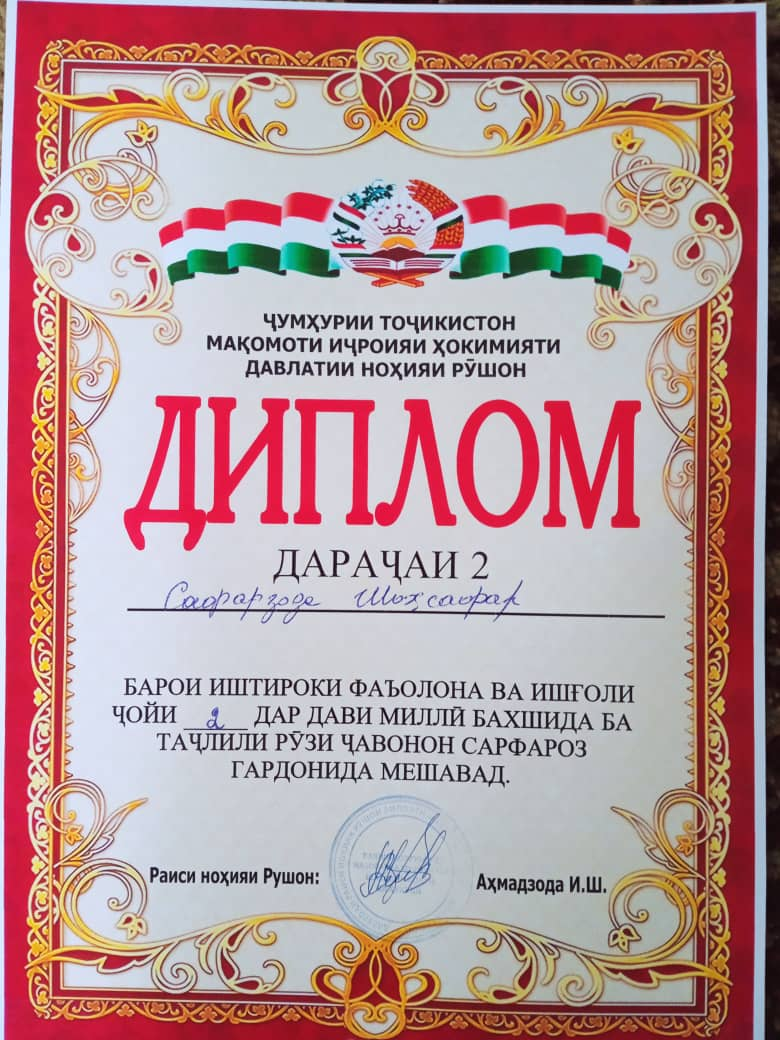 ҶУМҲУРИИ ТОҶИКИСТОН
МАҚОМОТИ ИҶРОИЯИ ҲОКИМИЯТИ
ДАВЛАТИИ НОҲИЯИ РӮШОН
ДИПЛОМ
ДАРАҶАИ 2
Сафарзода Шоҳсафар
БАРОИ ИШТИРОКИ ФАЪОЛОНА ВА ИШҒОЛИ
ҶОЙИ 2 ДАР ДАВИ МИЛЛӢ БАХШИДА БА
ТАҶЛИЛИ РӮЗИ ҶАВОНОН САРФАРОЗ
ГАРДОНИДА МЕШАВАД.
Раиси ноҳияи Рушон:
Аҳмадзода И.Ш.